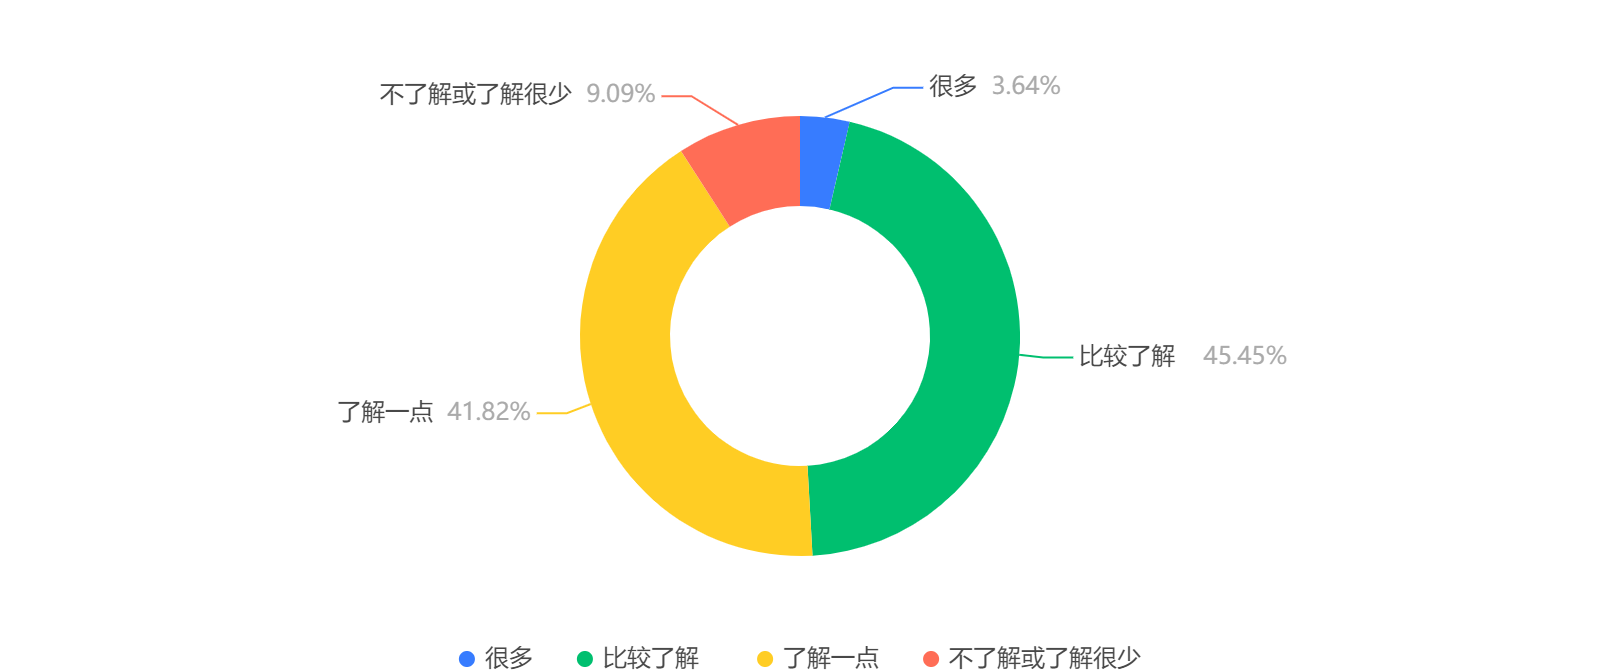 不了解或了解很少 9.09%
很多 3.64%
比较了解 45.45%
了解一点 41.82%
很多 比较了解 了解一点 不了解或了解很少